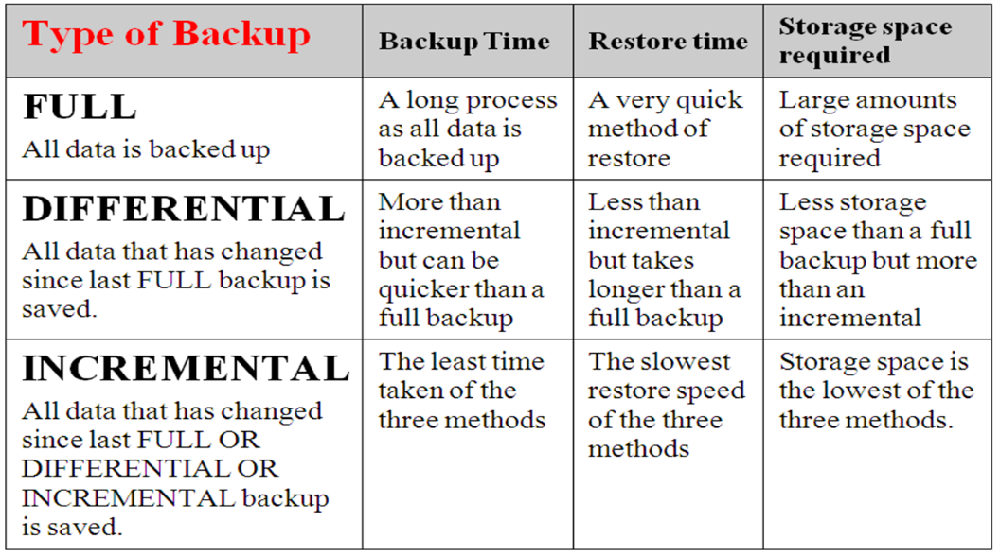 Type of Backup
Backup Time
Restore time
Storage space
required
FULL
All data is backed up
A long process
as all data is
backed up
A very quick
method of
restore
Large amounts
of storage space
required
DIFFERENTIAL
All data that has changed
since last FULL backup is
saved.
More than
incremental
but can be
quicker than a
full backup
Less than
incremental
but takes
longer than a
full backup
Less storage
space than a full
backup but more
than an
incremental
INCREMENTAL
All data that has changed
since last FULL OR
DIFFERENTIAL OR
INCREMENTAL backup
is saved.
The least time
taken of the
three methods
The slowest
restore speed
of the three
methods
Storage space is
the lowest of the
three methods.